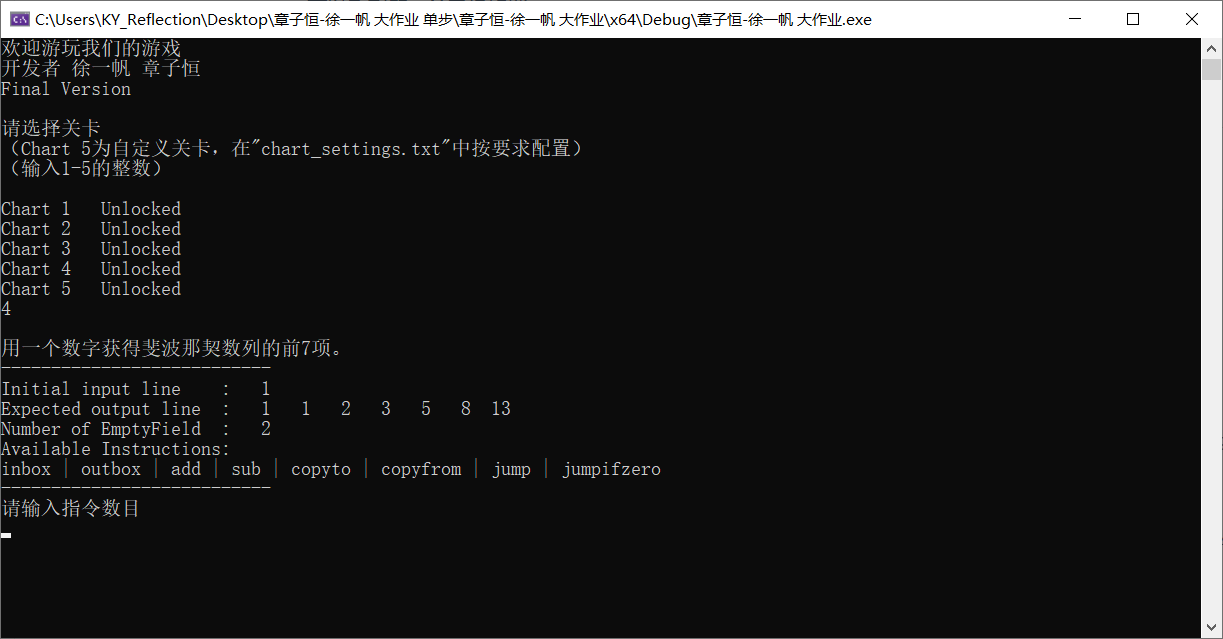 C:\Users\KY_Reflection\Desktop\章子恒-徐一帆 大作业 单步\章子恒-徐一帆 大作业\x64\Debug\章子恒-徐一帆 大作业.exe
欢迎游玩我们的游戏
开发者 徐一帆 章子恒
Final Version
请选择关卡
（Chart 5为自定义关卡，在"chart_settings.txt"中按要求配置）
（输入1-5的整数）
Chart 1   Unlocked
Chart 2   Unlocked
Chart 3   Unlocked
Chart 4   Unlocked
Chart 5   Unlocked
4
用一个数字获得斐波那契数列的前7项。
---------------------------
Initial input line    :   1
Expected output line  :   1   1   2   3   5   8  13
Number of EmptyField  :   2
Available Instructions:
inbox | outbox | add | sub | copyto | copyfrom | jump | jumpifzero
---------------------------
请输入指令数目